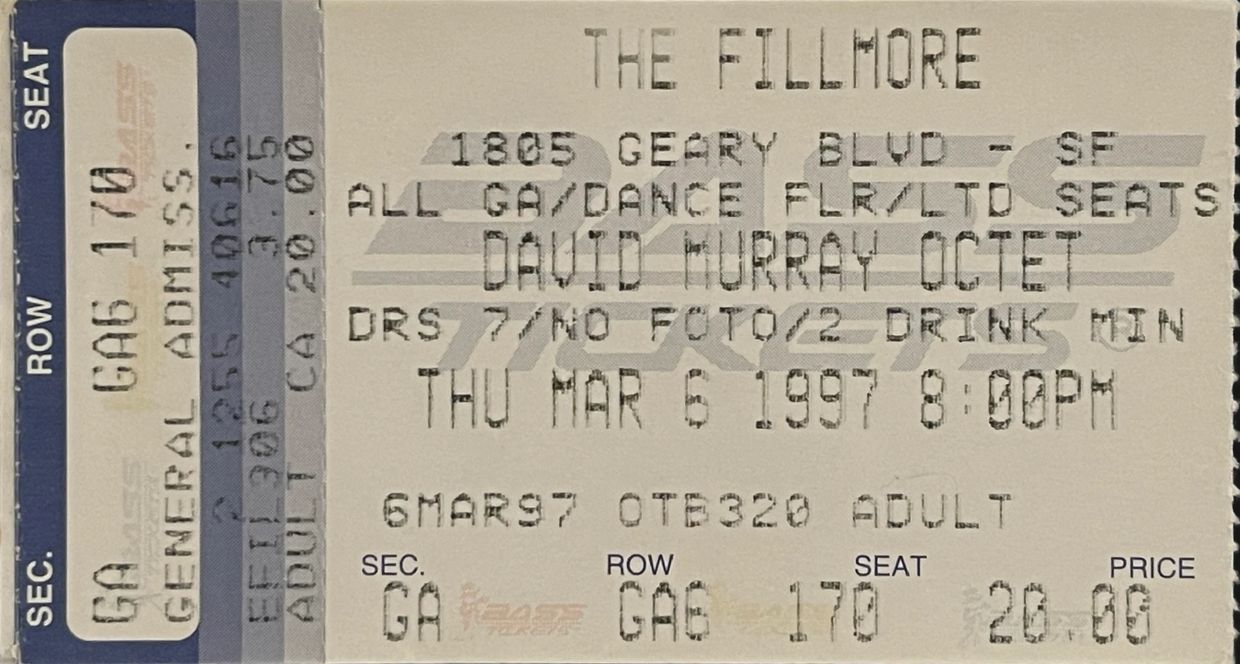 SEC. ROW SEAT
GA GA6 170
GENERAL ADMISS.
2 1255 40616
EFIL306 3.75
ADULT CA 20.00
THE FILLMORE
1805 GEARY BLVD - SF
ALL GA/DANCE FLR/LTD SEATS
DAVID MURRAY OCTET
DRS 7/NO FOTO/2 DRINK MIN
THU MAR 6 1997 8:00PM
6MAR97 OTB320 ADULT
SEC. ROW SEAT PRICE
GA GA6 170 20.00
BASS
TICKETS